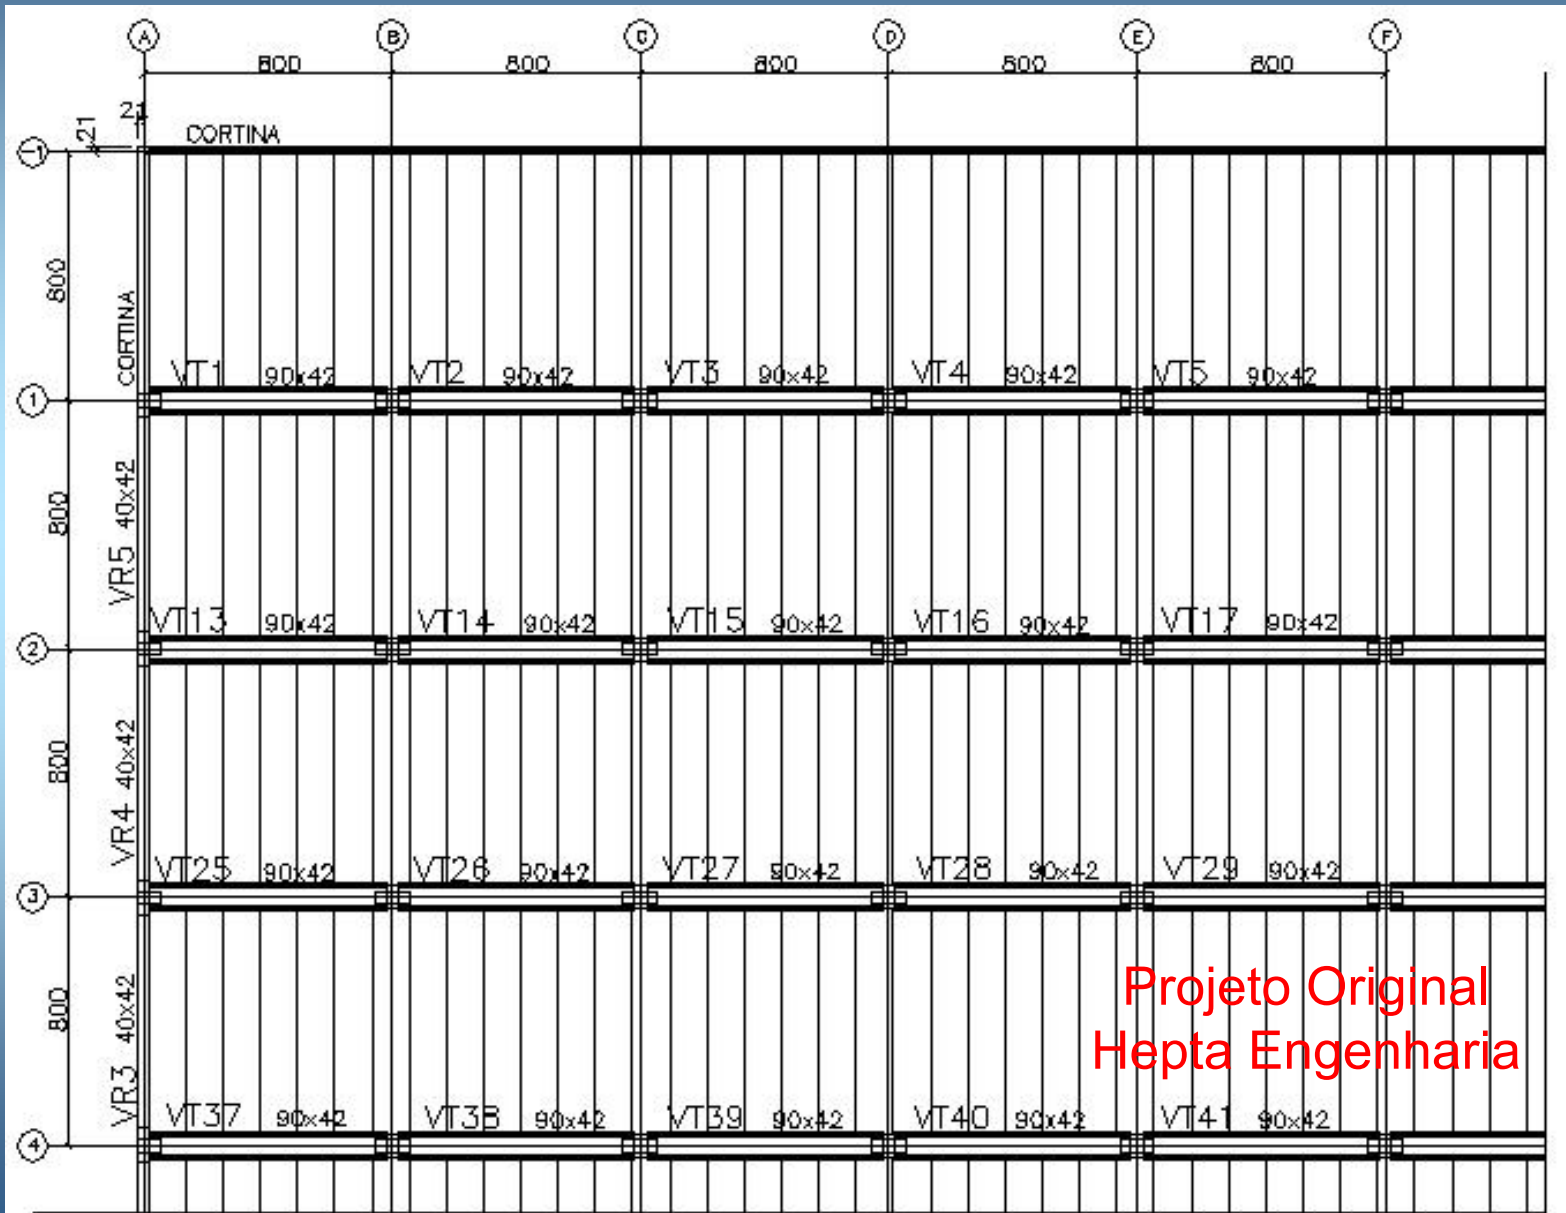 A B C D E F
800 800 800 800 800
21
21
CORTINA
-1
800
CORTINA
VT1 90x42 VT2 90x42 VT3 90x42 VT4 90x42 VT5 90x42
1
800
VR5 40x42
VT13 90x42 VT14 90x42 VT15 90x42 VT16 90x42 VT17 90x42
2
800
VR4 40x42
VT25 90x42 VT26 90x42 VT27 90x42 VT28 90x42 VT29 90x42
3
800
VR3 40x42
Projeto Original
Hepta Engenharia
VT37 90x42 VT38 90x42 VT39 90x42 VT40 90x42 VT41 90x42
4